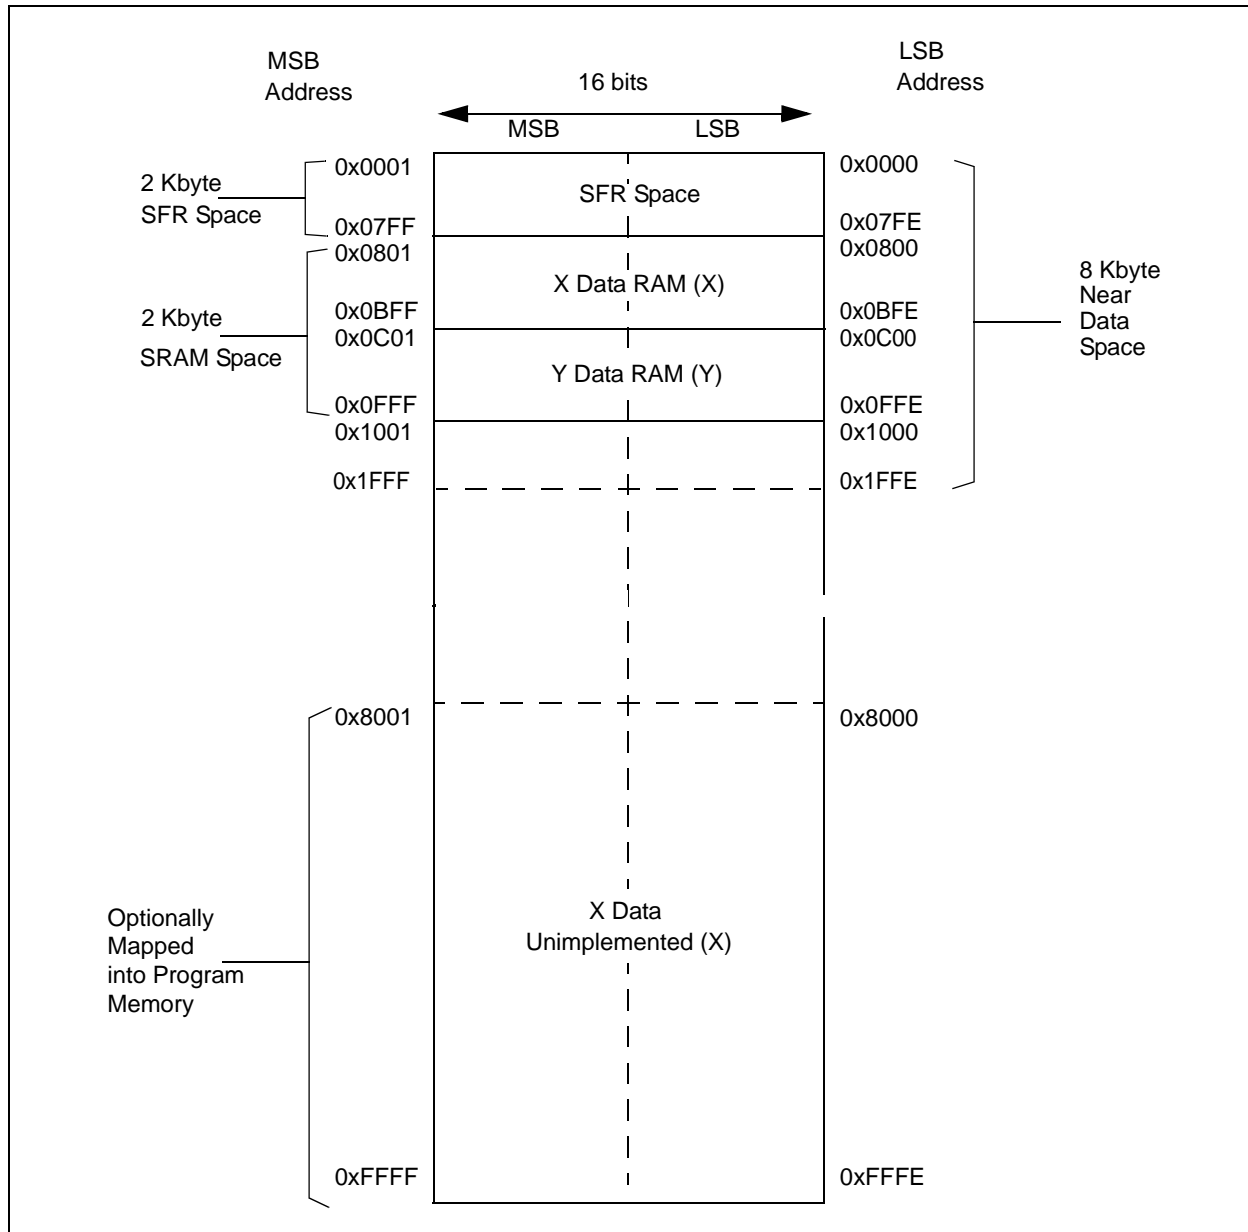 MSB
Address
LSB
Address
16 bits
MSB
LSB
0x0001
0x0000
2 Kbyte
SFR Space
SFR Space
0x07FF
0x07FE
0x0801
0x0800
X Data RAM (X)
8 Kbyte
Near
Data
Space
2 Kbyte
SRAM Space
0x0BFF
0x0BFE
0x0C01
0x0C00
Y Data RAM (Y)
0x0FFF
0x0FFE
0x1001
0x1000
0x1FFF
0x1FFE
0x8001
0x8000
Optionally
Mapped
into Program
Memory
X Data
Unimplemented (X)
0xFFFF
0xFFFE